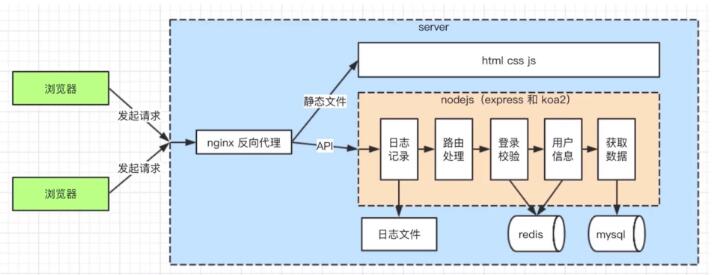 server
html css js
浏览器
发起请求
静态文件
nodejs（express 和 koa2）
nginx 反向代理
API
日志
记录
路由
处理
登录
校验
用户
信息
获取
数据
发起请求
浏览器
日志文件
redis
mysql